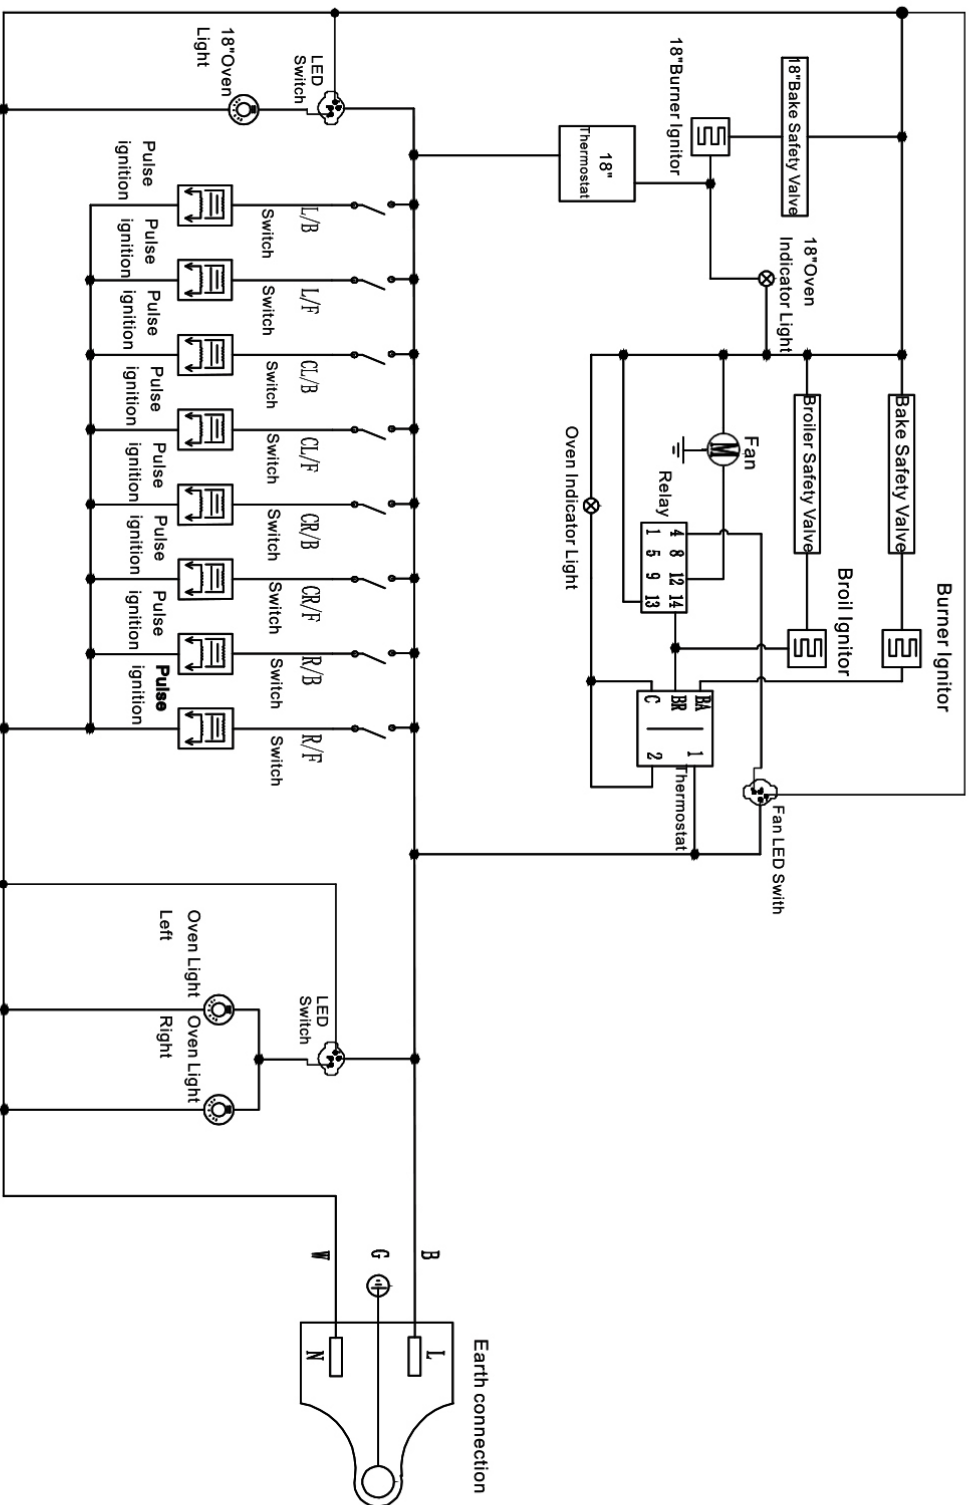 18"Oven
Light
LED
Switch
18"Burner Ignitor
18"Bake Safety Valve
18"
Thermostat
18"Oven
Indicator Light
Pulse
ignition
L/B
Switch
Pulse
ignition
L/F
Switch
Pulse
ignition
CL/B
Switch
Pulse
ignition
CL/F
Switch
Pulse
ignition
CR/B
Switch
Pulse
ignition
CR/F
Switch
Pulse
ignition
R/B
Switch
Pulse
ignition
R/F
Switch
Bake Safety Valve
Broiler Safety Valve
Fan
M
Relay
4 8 12 14
1 5 9 13
Oven Indicator Light
Broil Ignitor
Burner Ignitor
BA
BR
C
1
2
Thermostat
Fan LED Swith
Oven Light
Left
Oven Light
Right
LED
Switch
B
G
W
L
N
Earth connection